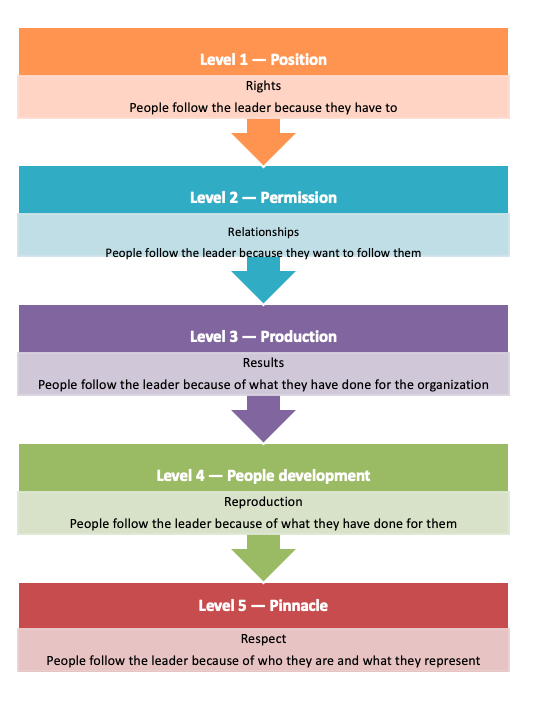 Level 1 — Position
Rights
People follow the leader because they have to
Level 2 — Permission
Relationships
People follow the leader because they want to follow them
Level 3 — Production
Results
People follow the leader because of what they have done for the organization
Level 4 — People development
Reproduction
People follow the leader because of what they have done for them
Level 5 — Pinnacle
Respect
People follow the leader because of who they are and what they represent